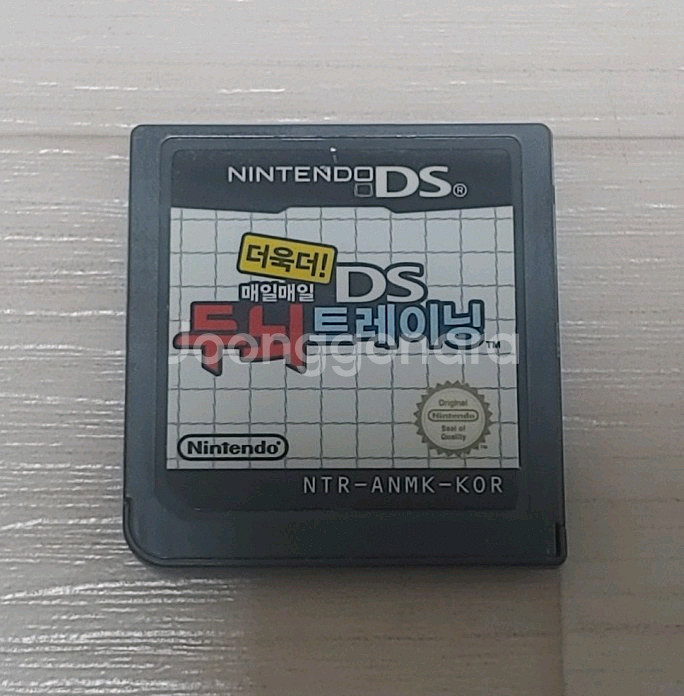 NINTENDO DS®
더욱더!
매일매일 DS
두뇌 트레이닝™
Joonggonara
Original
Nintendo
Seal of
Quality
™
Nintendo®
NTR-ANMK-KOR